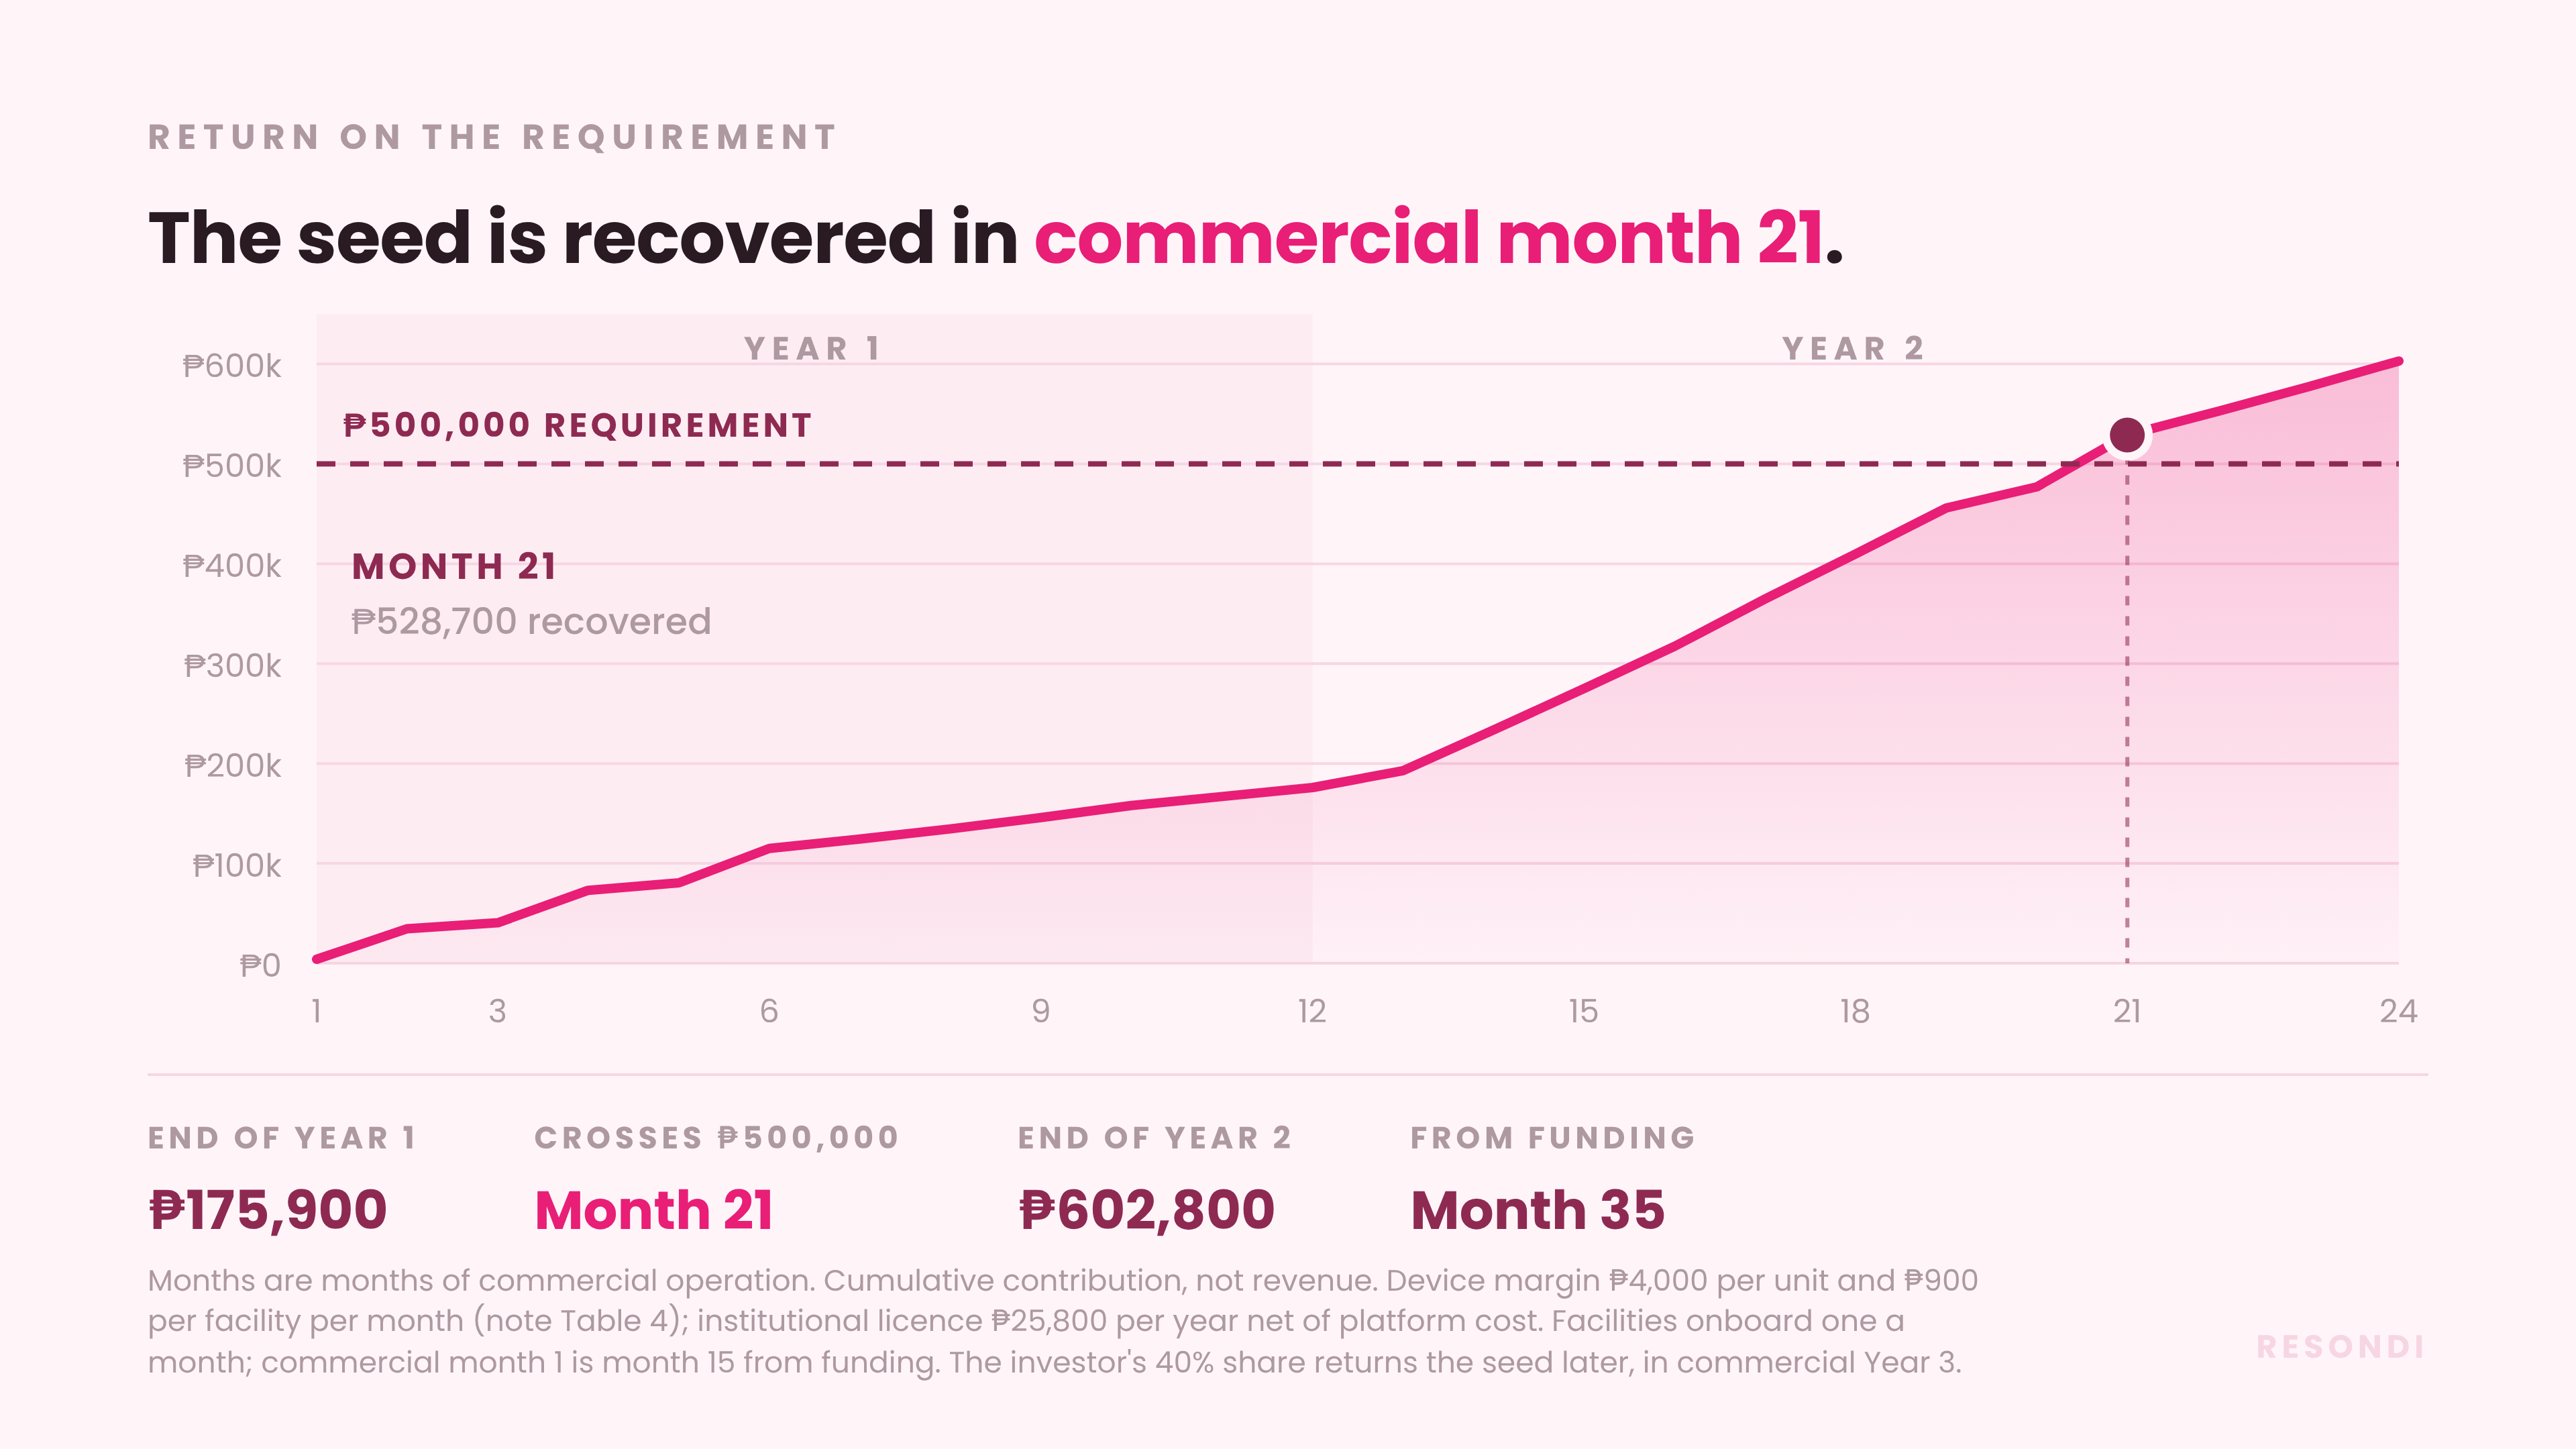 RETURN ON THE REQUIREMENT
The seed is recovered in commercial month 21.
YEAR 1
YEAR 2
₱600k
₱500,000 REQUIREMENT
₱500k
MONTH 21
₱400k
₱528,700 recovered
₱300k
₱200k
₱100k
₱0
1 3 6 9 12 15 18 21 24
END OF YEAR 1
₱175,900
CROSSES ₱500,000
Month 21
END OF YEAR 2
₱602,800
FROM FUNDING
Month 35
Months are months of commercial operation. Cumulative contribution, not revenue. Device margin ₱4,000 per unit and ₱900
per facility per month (note Table 4); institutional licence ₱25,800 per year net of platform cost. Facilities onboard one a
month; commercial month 1 is month 15 from funding. The investor's 40% share returns the seed later, in commercial Year 3.
RESONDI